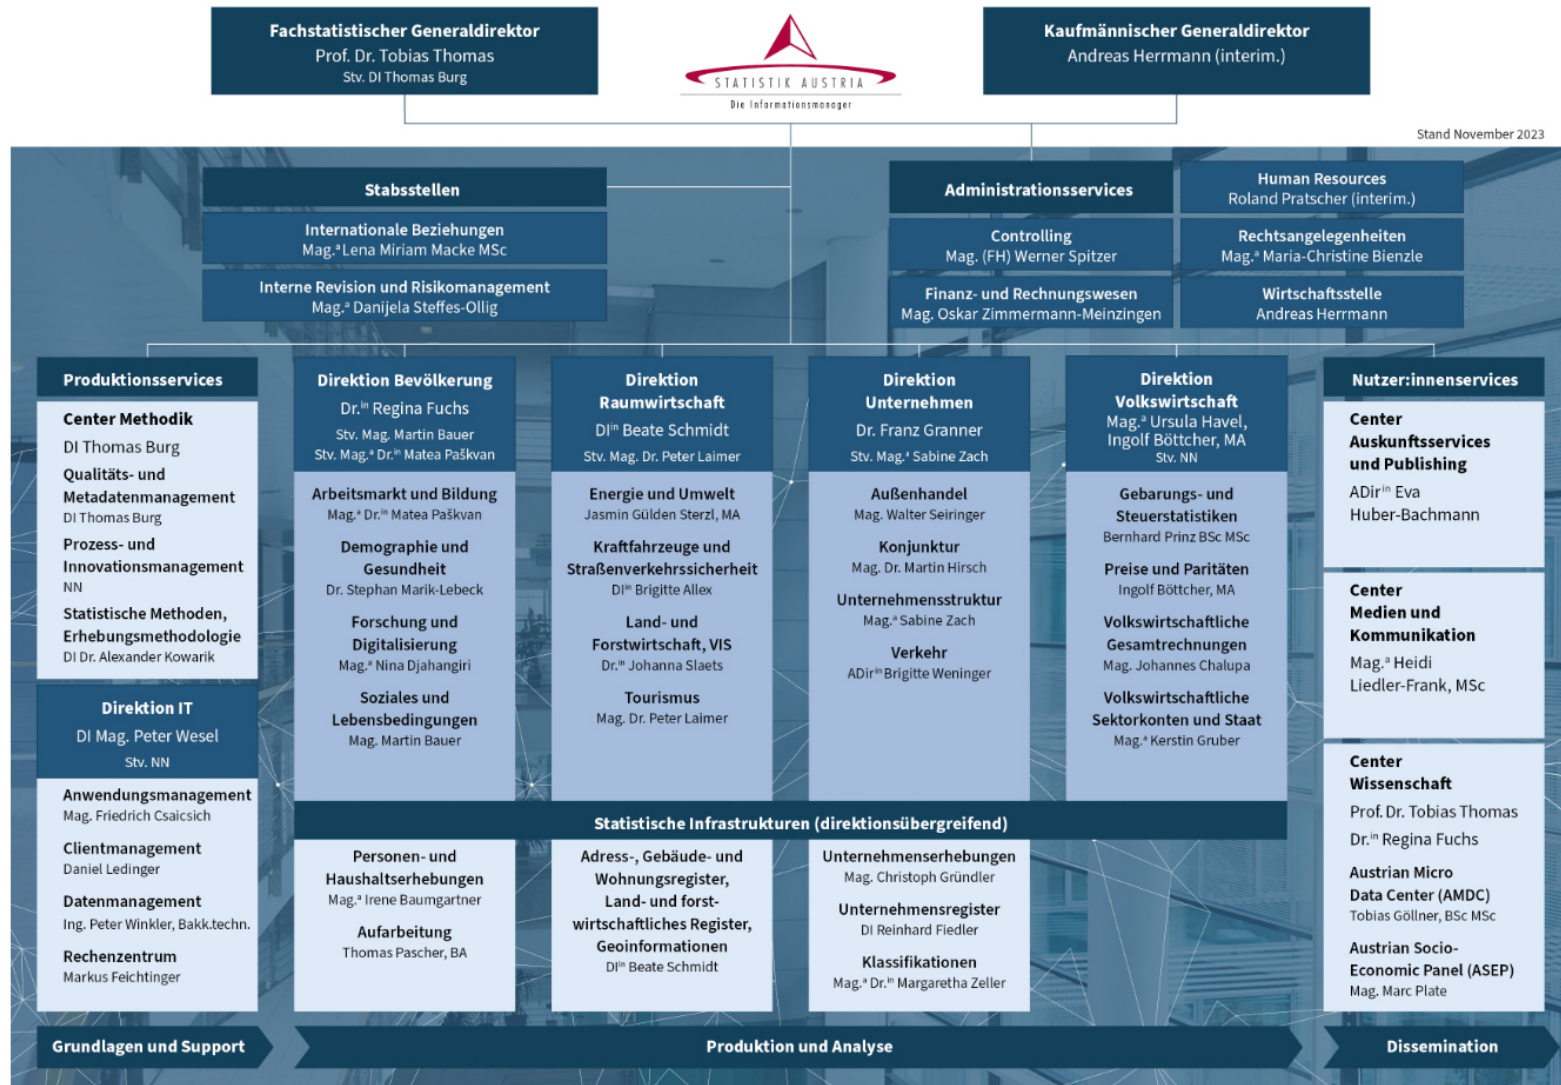 Fachstatistischer Generaldirektor
Prof. Dr. Tobias Thomas
Stv. DI Thomas Burg
STATISTIK AUSTRIA
Die Informationsmanager
Kaufmännischer Generaldirektor
Andreas Herrmann (interim.)
Stand November 2023
Stabsstellen
Internationale Beziehungen
Mag.ª Lena Miriam Macke MSc
Interne Revision und Risikomanagement
Mag.ª Danijela Steffes-Ollig
Administrationsservices
Controlling
Mag. (FH) Werner Spitzer
Finanz- und Rechnungswesen
Mag. Oskar Zimmermann-Meinzingen
Human Resources
Roland Pratscher (interim.)
Rechtsangelegenheiten
Mag.ª Maria-Christine Bienzle
Wirtschaftsstelle
Andreas Herrmann
Produktionsservices
Center Methodik
DI Thomas Burg
Qualitäts- und
Metadatenmanagement
DI Thomas Burg
Prozess- und
Innovationsmanagement
NN
Statistische Methoden,
Erhebungsmethodologie
DI Dr. Alexander Kowarik
Direktion IT
DI Mag. Peter Wesel
Stv. NN
Anwendungsmanagement
Mag. Friedrich Csaicsich
Clientmanagement
Daniel Ledinger
Datenmanagement
Ing. Peter Winkler, Bakk.techn.
Rechenzentrum
Markus Feichtinger
Direktion Bevölkerung
Dr.ⁱⁿ Regina Fuchs
Stv. Mag. Martin Bauer
Stv. Mag.ª Dr.ⁱⁿ Matea Paškvan
Arbeitsmarkt und Bildung
Mag.ª Dr.ⁱⁿ Matea Paškvan
Demographie und
Gesundheit
Dr. Stephan Marik-Lebeck
Forschung und
Digitalisierung
Mag.ª Nina Djahangiri
Soziales und
Lebensbedingungen
Mag. Martin Bauer
Direktion
Raumwirtschaft
DIⁱⁿ Beate Schmidt
Stv. Mag. Dr. Peter Laimer
Energie und Umwelt
Jasmin Gülden Sterzl, MA
Kraftfahrzeuge und
Straßenverkehrssicherheit
DIⁱⁿ Brigitte Allex
Land- und
Forstwirtschaft, VIS
Dr.ⁱⁿ Johanna Slaets
Tourismus
Mag. Dr. Peter Laimer
Direktion
Unternehmen
Dr. Franz Granner
Stv. Mag.ª Sabine Zach
Außenhandel
Mag. Walter Seiringer
Konjunktur
Mag. Dr. Martin Hirsch
Unternehmensstruktur
Mag.ª Sabine Zach
Verkehr
ADirⁱⁿ Brigitte Weninger
Direktion
Volkswirtschaft
Mag.ª Ursula Havel,
Ingolf Böttcher, MA
Stv. NN
Gebarungs- und
Steuerstatistiken
Bernhard Prinz BSc MSc
Preise und Paritäten
Ingolf Böttcher, MA
Volkswirtschaftliche
Gesamtrechnungen
Mag. Johannes Chalupa
Volkswirtschaftliche
Sektorkonten und Staat
Mag.ª Kerstin Gruber
Statistische Infrastrukturen (direktionsübergreifend)
Personen- und
Haushaltserhebungen
Mag.ª Irene Baumgartner
Aufarbeitung
Thomas Pascher, BA
Adress-, Gebäude- und
Wohnungsregister,
Land- und forst-
wirtschaftliches Register,
Geoinformationen
DIⁱⁿ Beate Schmidt
Unternehmenserhebungen
Mag. Christoph Gründler
Unternehmensregister
DI Reinhard Fiedler
Klassifikationen
Mag.ª Dr.ⁱⁿ Margaretha Zeller
Nutzer:innenservices
Center
Auskunftsservices
und Publishing
ADirⁱⁿ Eva
Huber-Bachmann
Center
Medien und
Kommunikation
Mag.ª Heidi
Liedler-Frank, MSc
Center
Wissenschaft
Prof. Dr. Tobias Thomas
Dr.ⁱⁿ Regina Fuchs
Austrian Micro
Data Center (AMDC)
Tobias Göllner, BSc MSc
Austrian Socio-
Economic Panel (ASEP)
Mag. Marc Plate
Grundlagen und Support
Produktion und Analyse
Dissemination